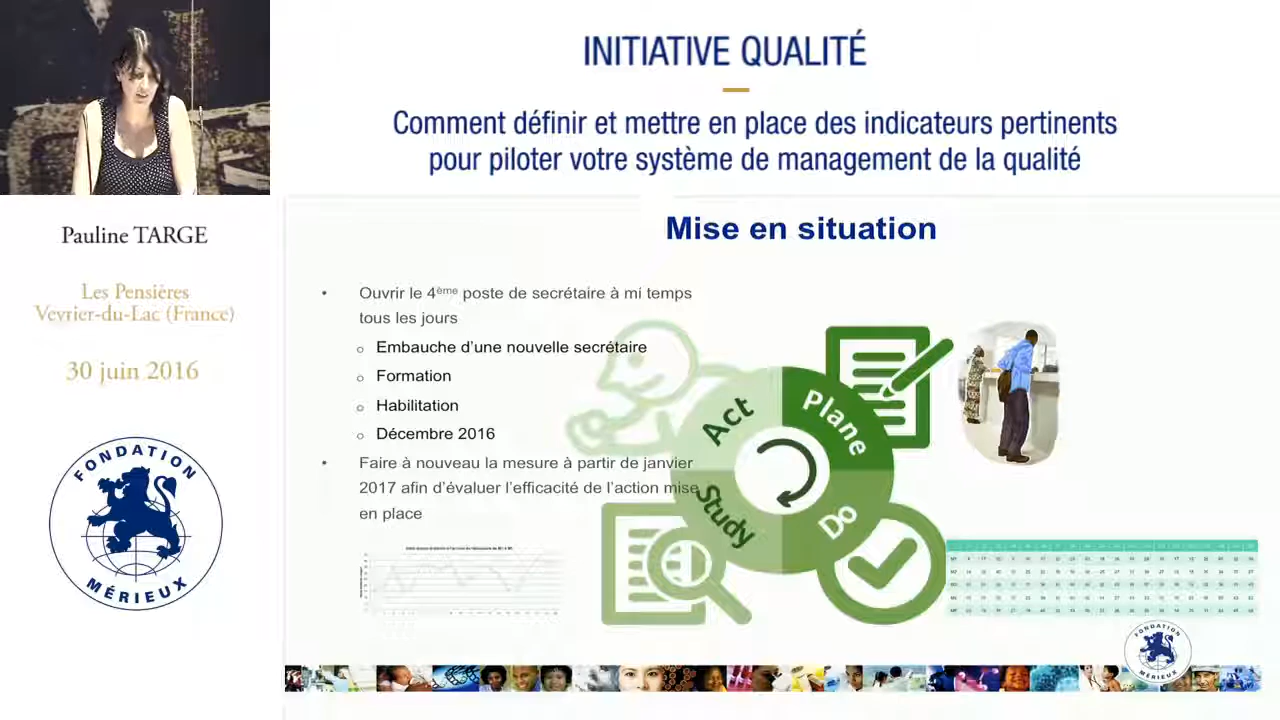 INITIATIVE QUALITÉ
Comment définir et mettre en place des indicateurs pertinents
pour piloter votre système de management de la qualité
Pauline TARGE
Les Pensières
Veyrier-du-Lac (France)
30 juin 2016
FONDATION
MÉRIEUX
Mise en situation
• Ouvrir le 4ème poste de secrétaire à mi temps
tous les jours
o Embauche d'une nouvelle secrétaire
o Formation
o Habilitation
o Décembre 2016
• Faire à nouveau la mesure à partir de janvier
2017 afin d'évaluer l'efficacité de l'action mise
en place
Act
Plane
Study
Do
FONDATION
MÉRIEUX